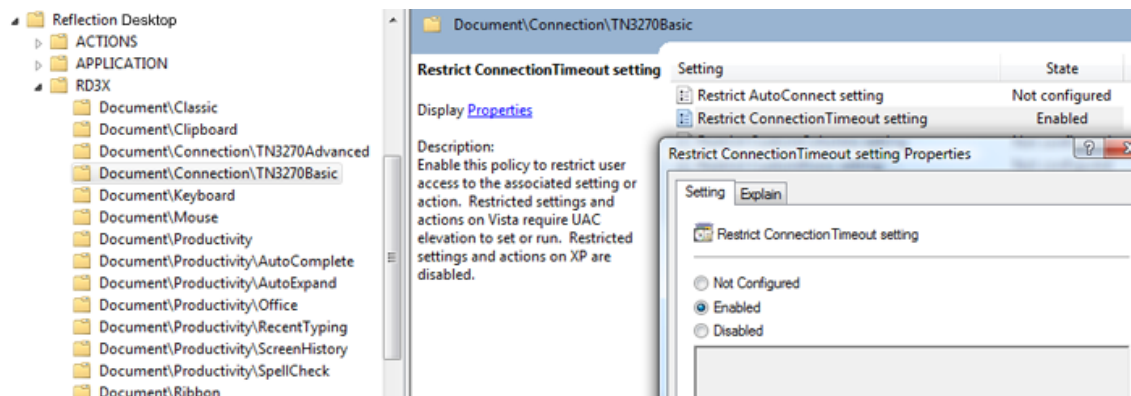 Reflection Desktop
ACTIONS
APPLICATION
RD3X
Document\Classic
Document\Clipboard
Document\Connection\TN3270Advanced
Document\Connection\TN3270Basic
Document\Keyboard
Document\Mouse
Document\Productivity
Document\Productivity\AutoComplete
Document\Productivity\AutoExpand
Document\Productivity\Office
Document\Productivity\RecentTyping
Document\Productivity\ScreenHistory
Document\Productivity\SpellCheck
Document\Ribbon
Document\Connection\TN3270Basic
Restrict ConnectionTimeout setting
Display Properties
Description:
Enable this policy to restrict user
access to the associated setting or
action. Restricted settings and
actions on Vista require UAC
elevation to set or run. Restricted
settings and actions on XP are
disabled.
Setting State
Restrict AutoConnect setting Not configured
Restrict ConnectionTimeout setting Enabled
Restrict ConnectionTimeout setting Properties
Setting Explain
Restrict ConnectionTimeout setting
Not Configured
Enabled
Disabled